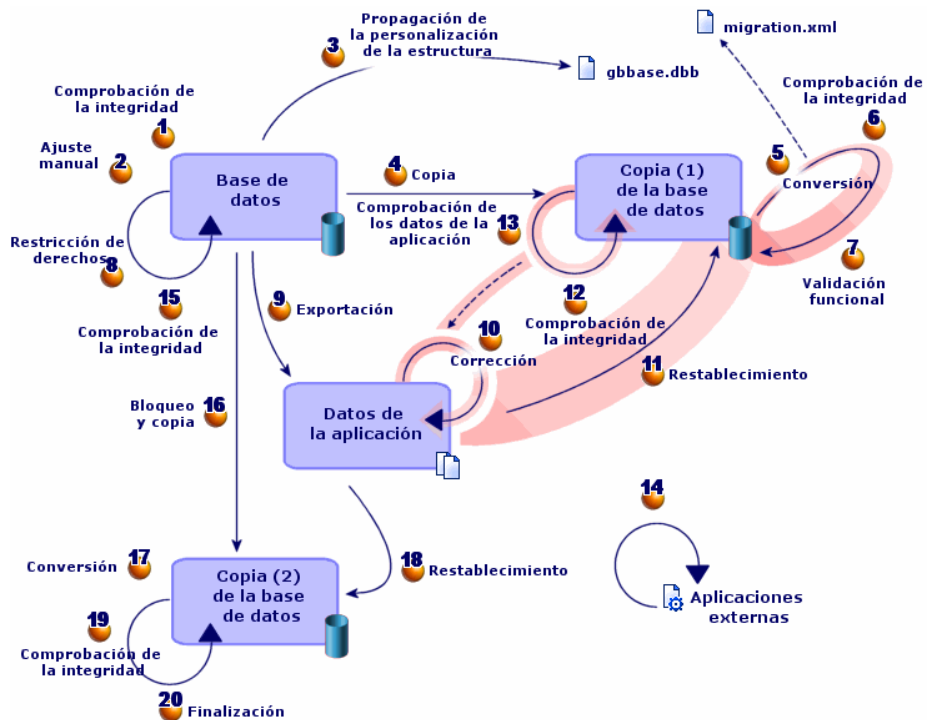 Propagación de
la personalización
de la estructura
3
migration.xml
gbbase.dbb
Comprobación de
la integridad
1
Comprobación de
la integridad
6
Ajuste
manual
2
Base de
datos
4
Copia
Copia (1)
de la base
de datos
5
Conversión
Comprobación de
los datos de la
aplicación
13
Restricción de
derechos
8
7
Validación
funcional
15
Comprobación de
la integridad
9
Exportación
12
Comprobación de
la integridad
10
Corrección
11
Restablecimiento
Bloqueo
y copia
16
Datos de
la aplicación
14
Aplicaciones
externas
17
Conversión
18
Restablecimiento
Copia (2)
de la base
de datos
19
Comprobación de
la integridad
20
Finalización